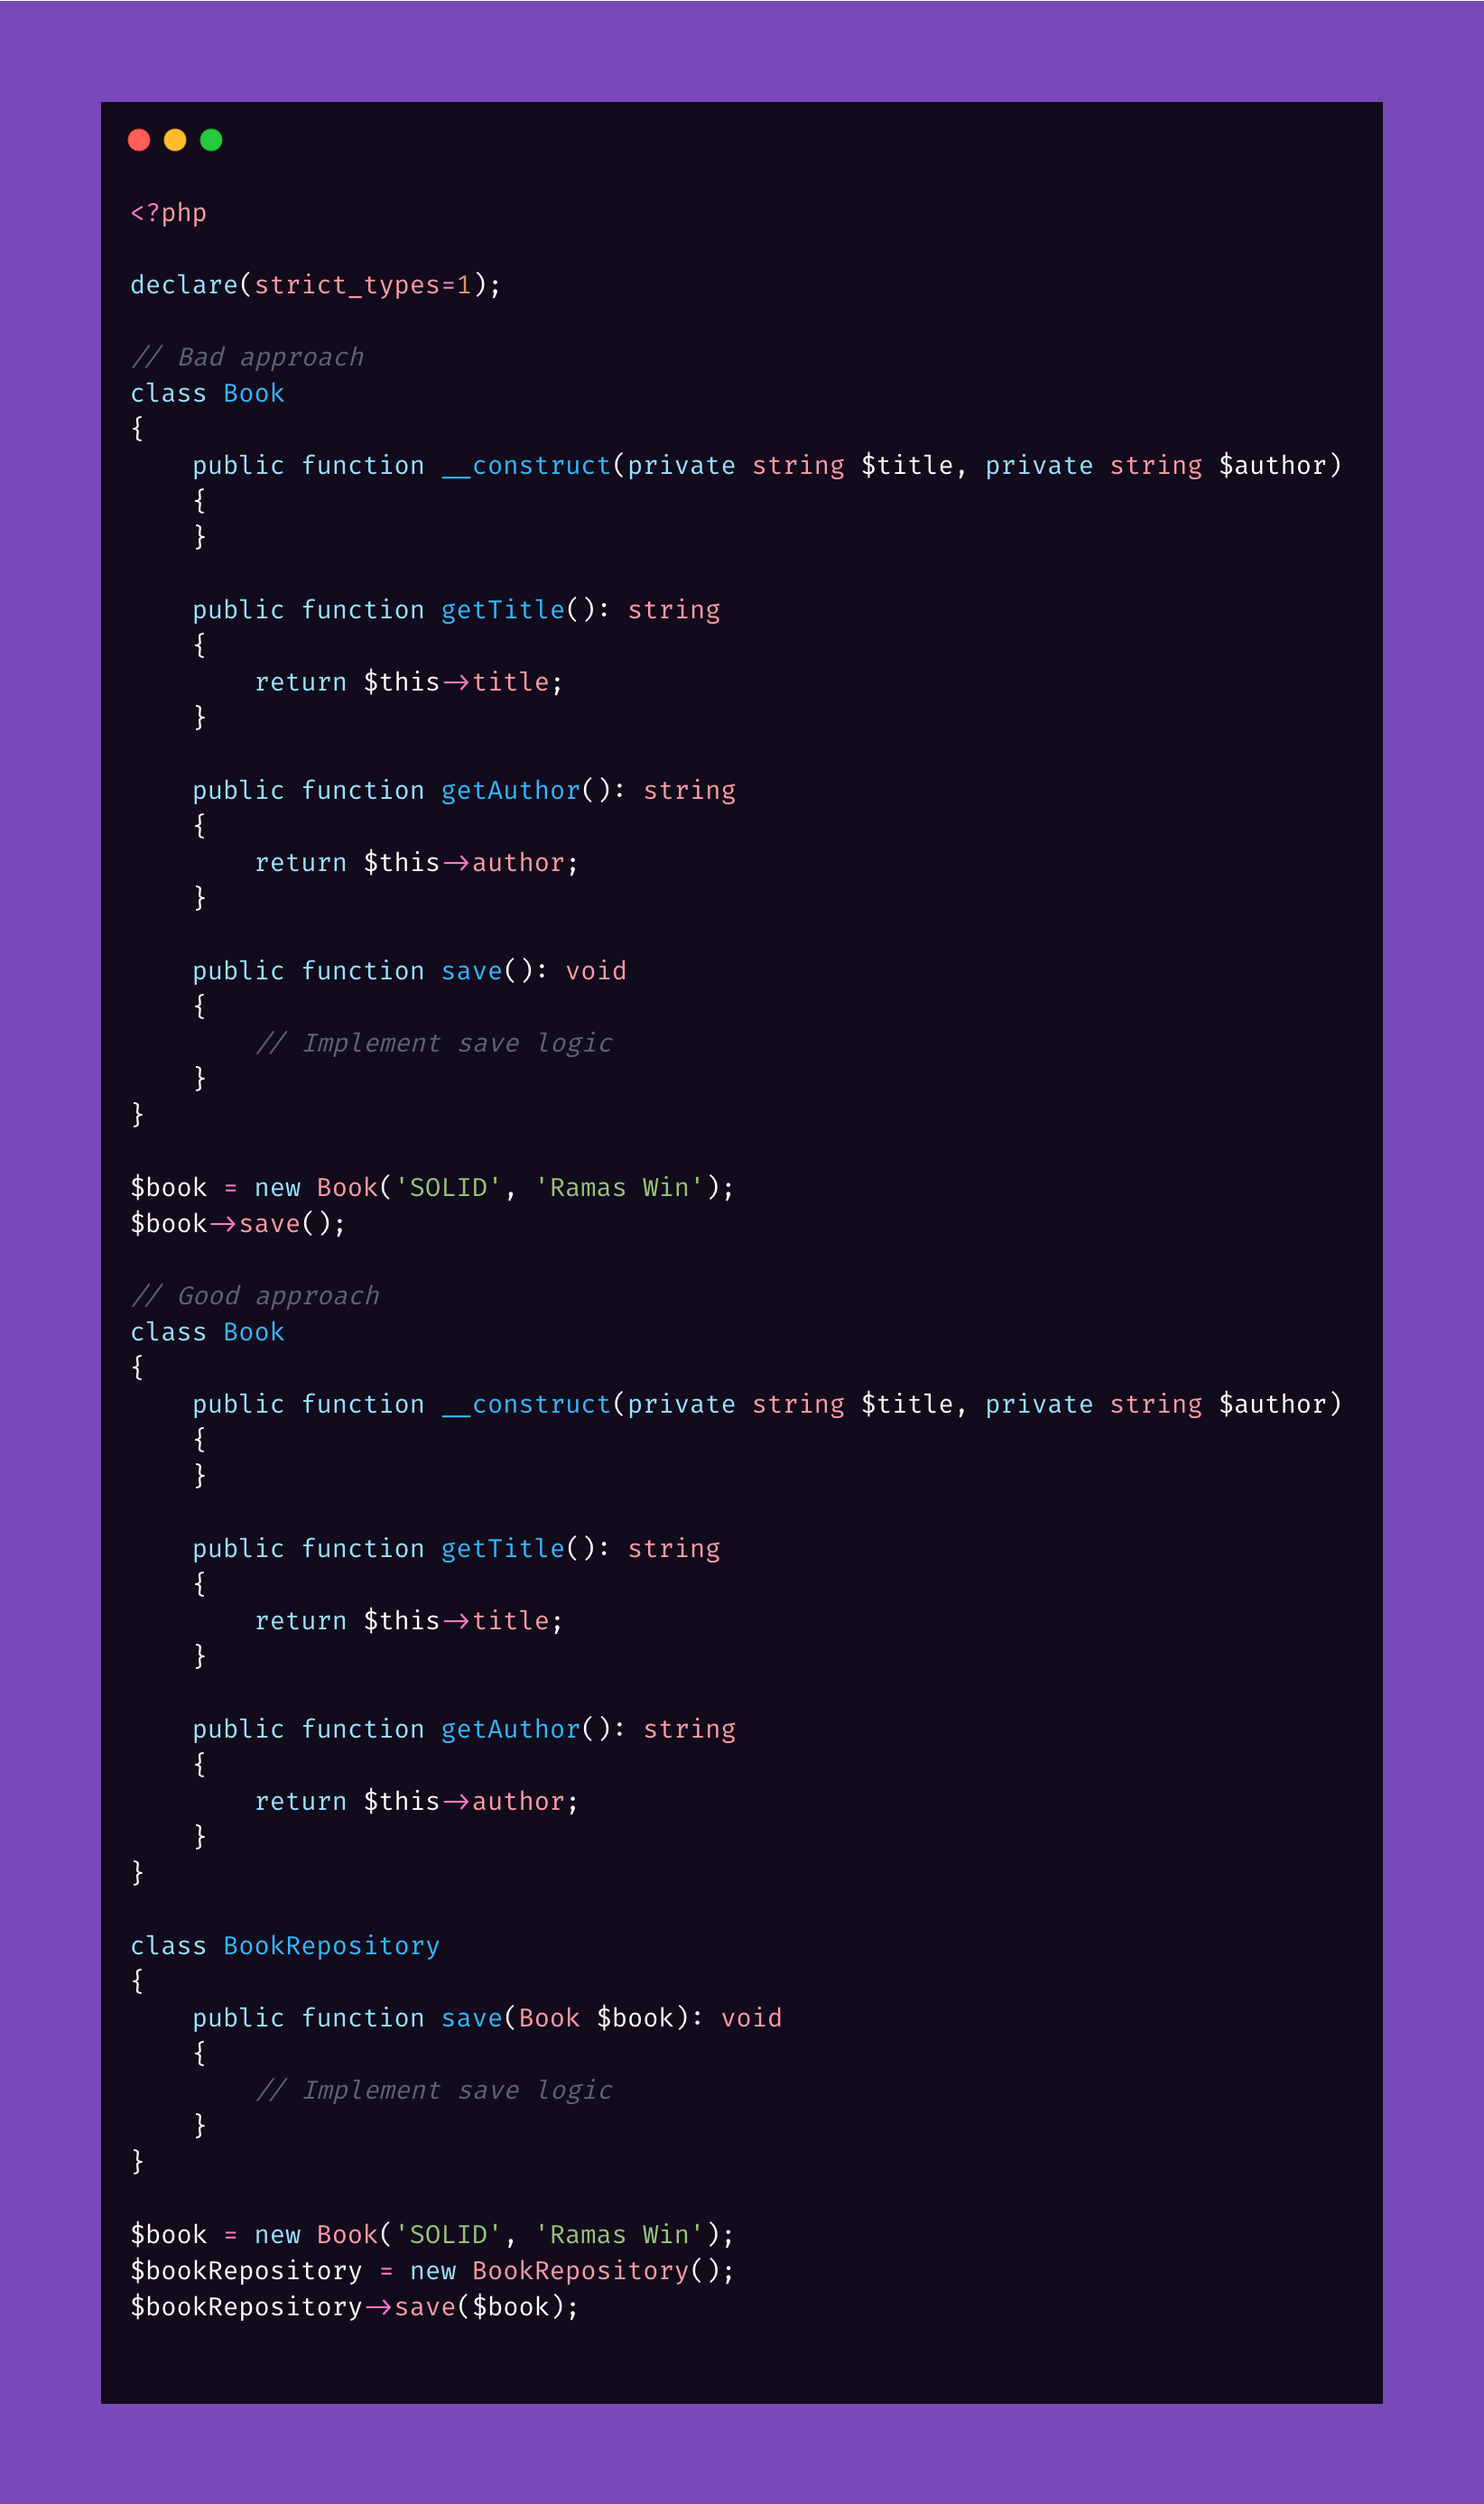 <?php
declare(strict_types=1);
// Bad approach
class Book
{
    public function __construct(private string $title, private string $author)
    {
    }
    public function getTitle(): string
    {
        return $this->title;
    }
    public function getAuthor(): string
    {
        return $this->author;
    }
    public function save(): void
    {
        // Implement save logic
    }
}
$book = new Book('SOLID', 'Ramas Win');
$book->save();
// Good approach
class Book
{
    public function __construct(private string $title, private string $author)
    {
    }
    public function getTitle(): string
    {
        return $this->title;
    }
    public function getAuthor(): string
    {
        return $this->author;
    }
}
class BookRepository
{
    public function save(Book $book): void
    {
        // Implement save logic
    }
}
$book = new Book('SOLID', 'Ramas Win');
$bookRepository = new BookRepository();
$bookRepository->save($book);